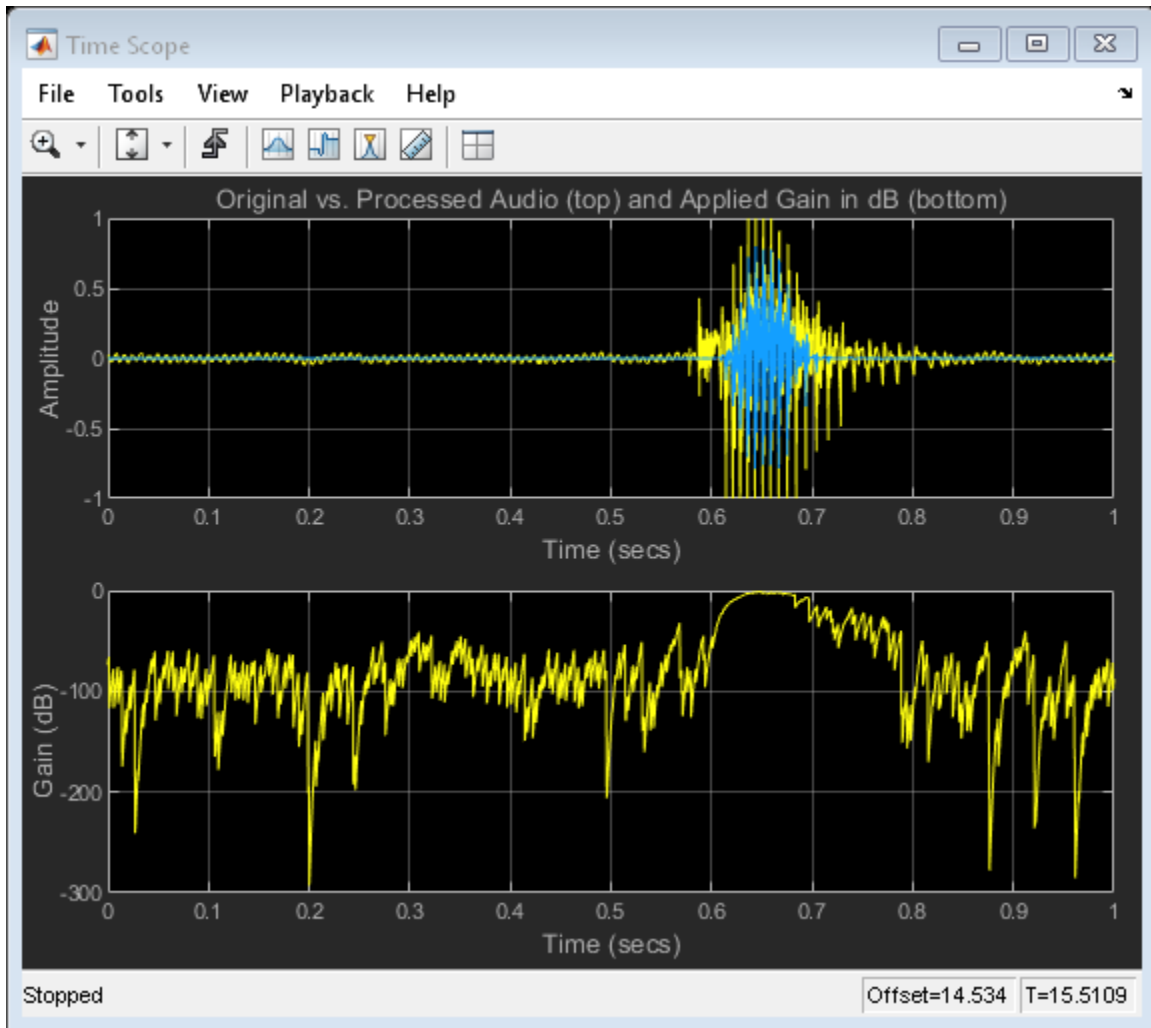 Time Scope
File Tools View Playback Help
Original vs. Processed Audio (top) and Applied Gain in dB (bottom)
1
0.5
0
-0.5
-1
Amplitude
0 0.1 0.2 0.3 0.4 0.5 0.6 0.7 0.8 0.9 1
Time (secs)
0
-100
-200
-300
Gain (dB)
0 0.1 0.2 0.3 0.4 0.5 0.6 0.7 0.8 0.9 1
Time (secs)
Stopped Offset=14.534 T=15.5109